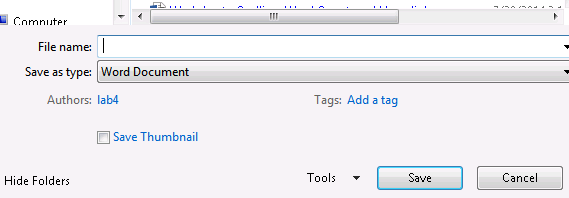 Computer
File name:
Save as type: Word Document
Authors: lab4 Tags: Add a tag
Save Thumbnail
Hide Folders Tools Save Cancel